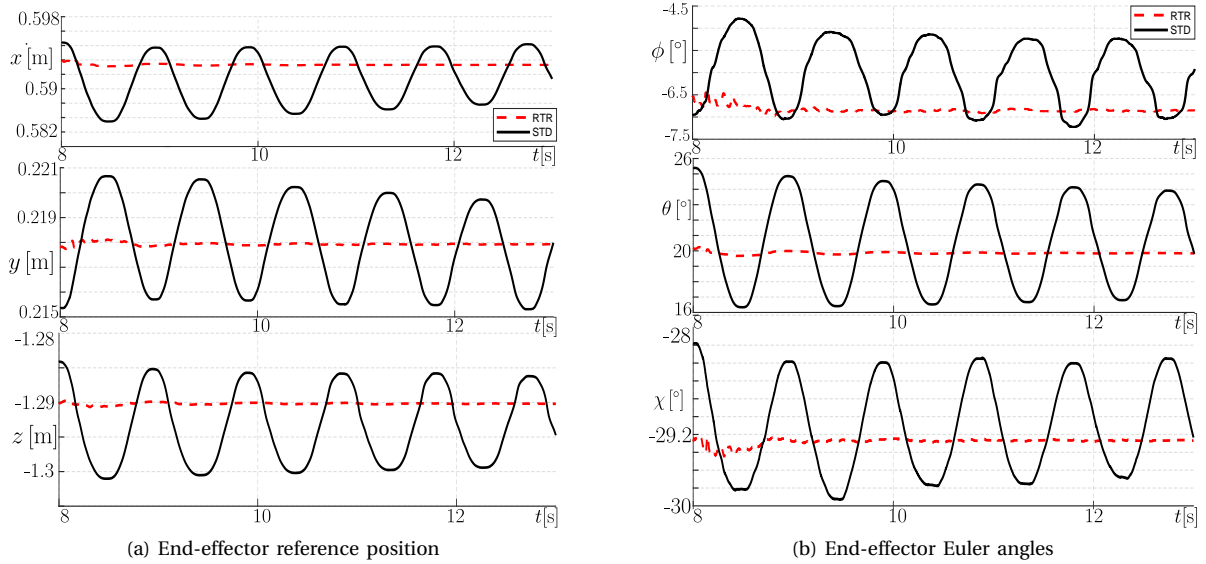 0.598
x [m]
0.59
0.582
8
10
12
t[s]
RTR
STD
0.221
0.219
y [m]
0.215
8
10
12
t[s]
-1.28
-1.29
z [m]
-1.3
8
10
12
t[s]
(a) End-effector reference position
-4.5
ϕ [°]
-6.5
-7.5
8
10
12
t[s]
RTR
STD
26
θ [°]
20
16
8
10
12
t[s]
-28
χ [°]
-29.2
-30
8
10
12
t[s]
(b) End-effector Euler angles